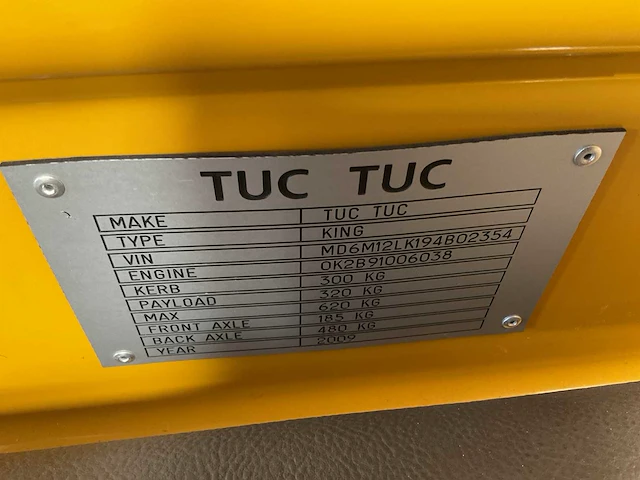 TUC TUC
MAKE TUC TUC
TYPE KING
VIN MD6M12LK194B02354
ENGINE OK2B91006038
KERB 300 KG
PAYLOAD 320 KG
MAX 620 KG
FRONT AXLE 185 KG
BACK AXLE 480 KG
YEAR 2009